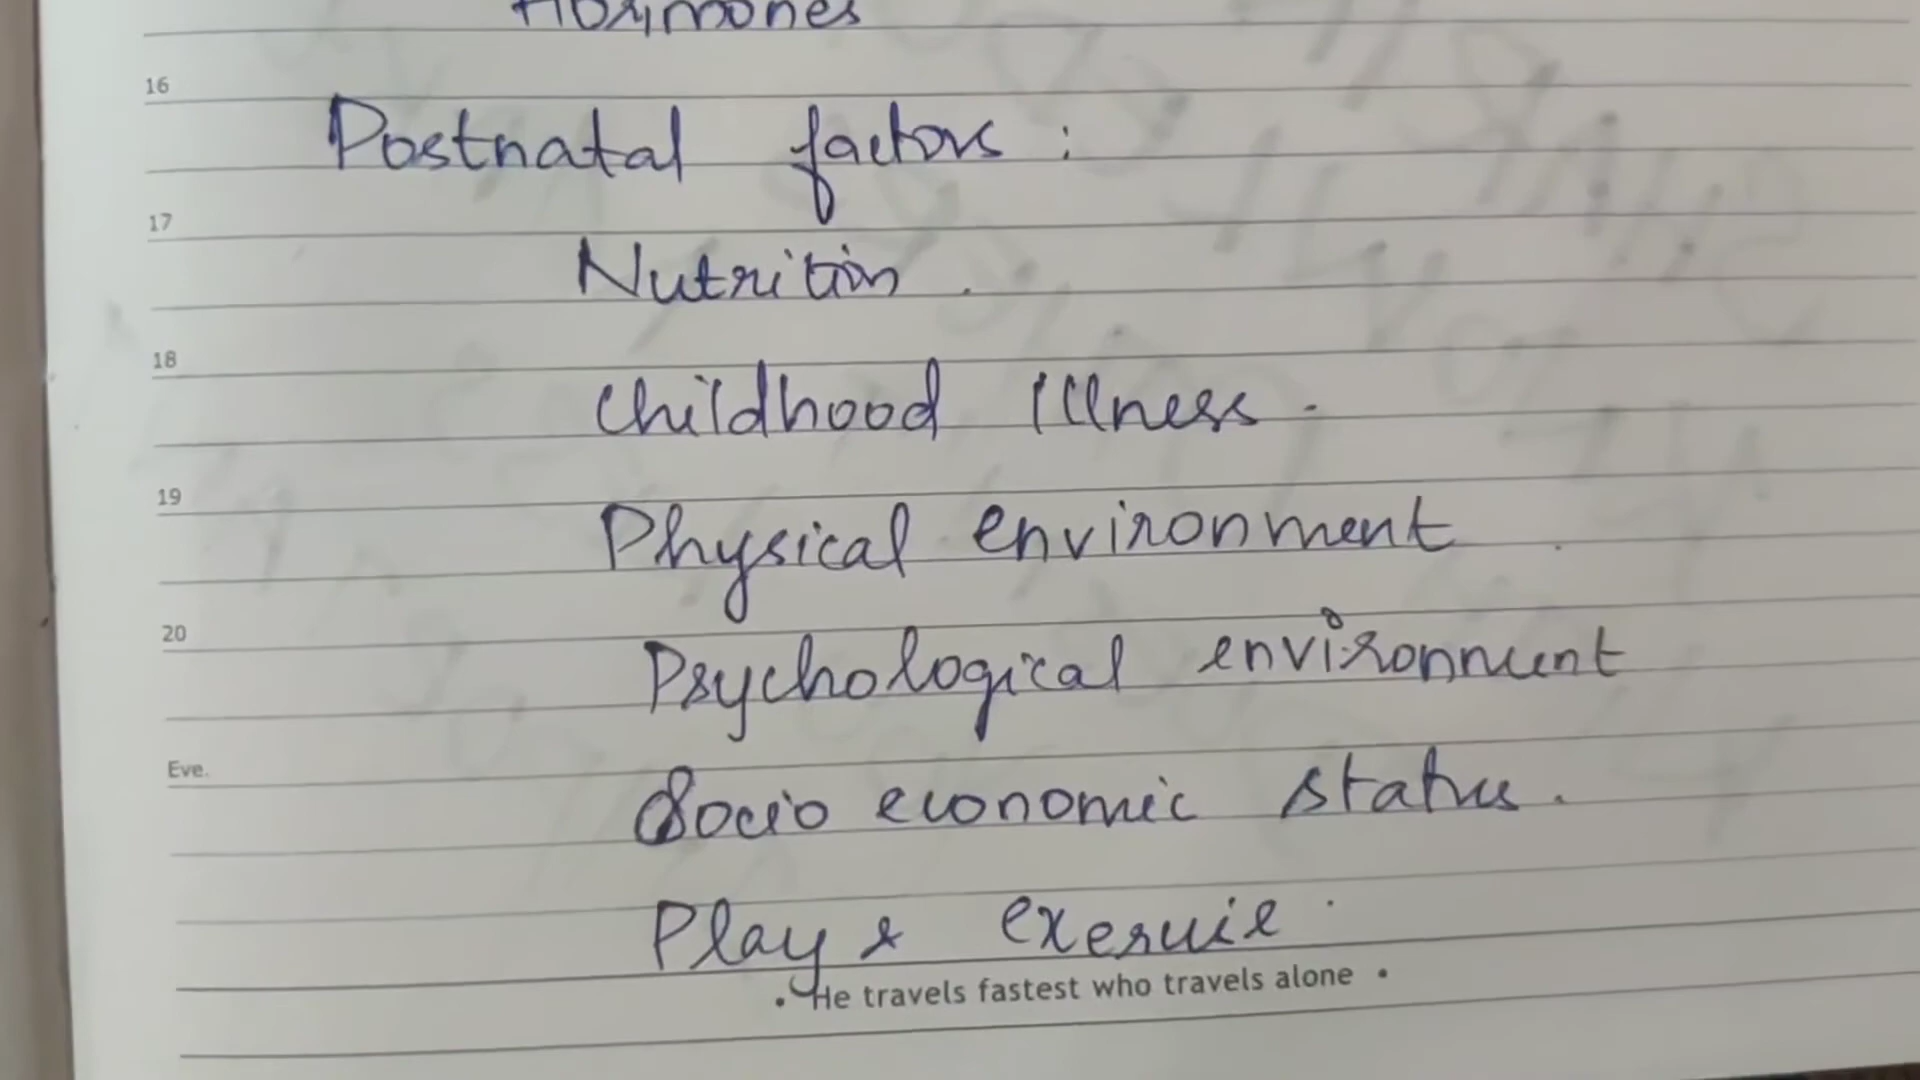 Hormones
16
Postnatal factors :
17
Nutrition .
18
Childhood Illness .
19
Physical environment .
20
Psychological environment
Eve.
Socio economic status .
Play & exercise .
• He travels fastest who travels alone •